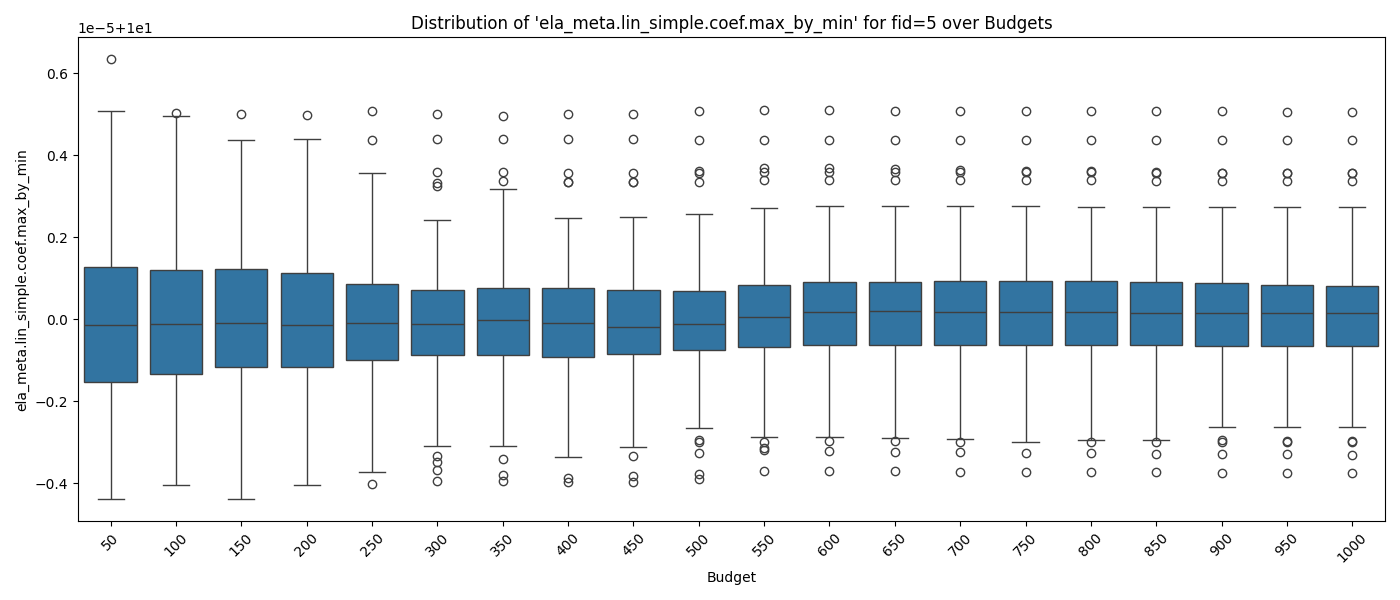 Distribution of 'ela_meta.lin_simple.coef.max_by_min' for fid=5 over Budgets
1e−5+1e1
ela_meta.lin_simple.coef.max_by_min
0.6
0.4
0.2
0.0
−0.2
−0.4
50 100 150 200 250 300 350 400 450 500 550 600 650 700 750 800 850 900 950 1000
Budget